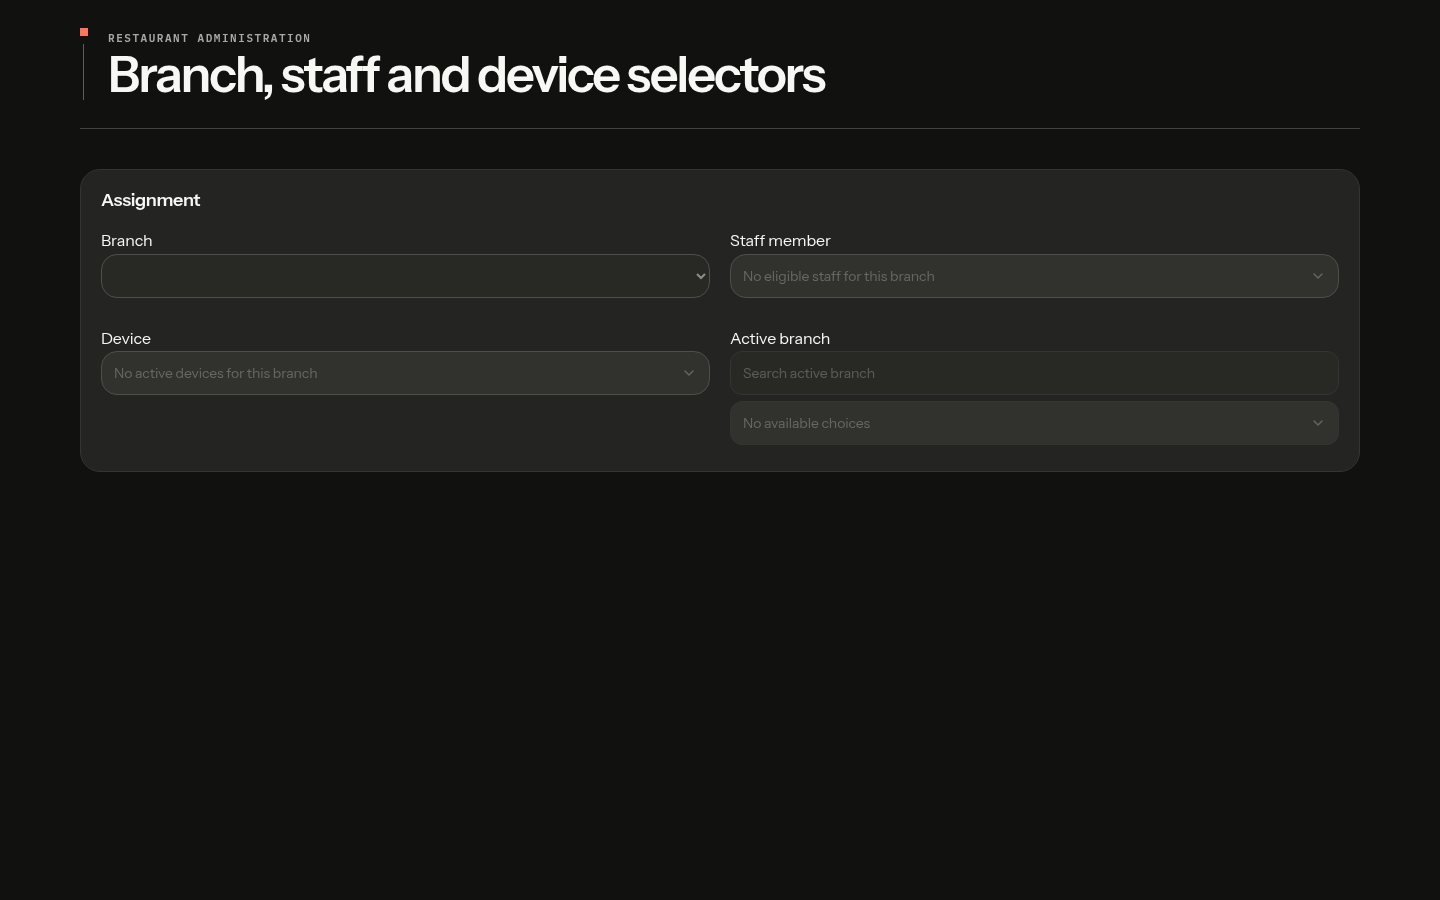 RESTAURANT ADMINISTRATION
Branch, staff and device selectors
Assignment
Branch
Staff member
No eligible staff for this branch
Device
No active devices for this branch
Active branch
Search active branch
No available choices